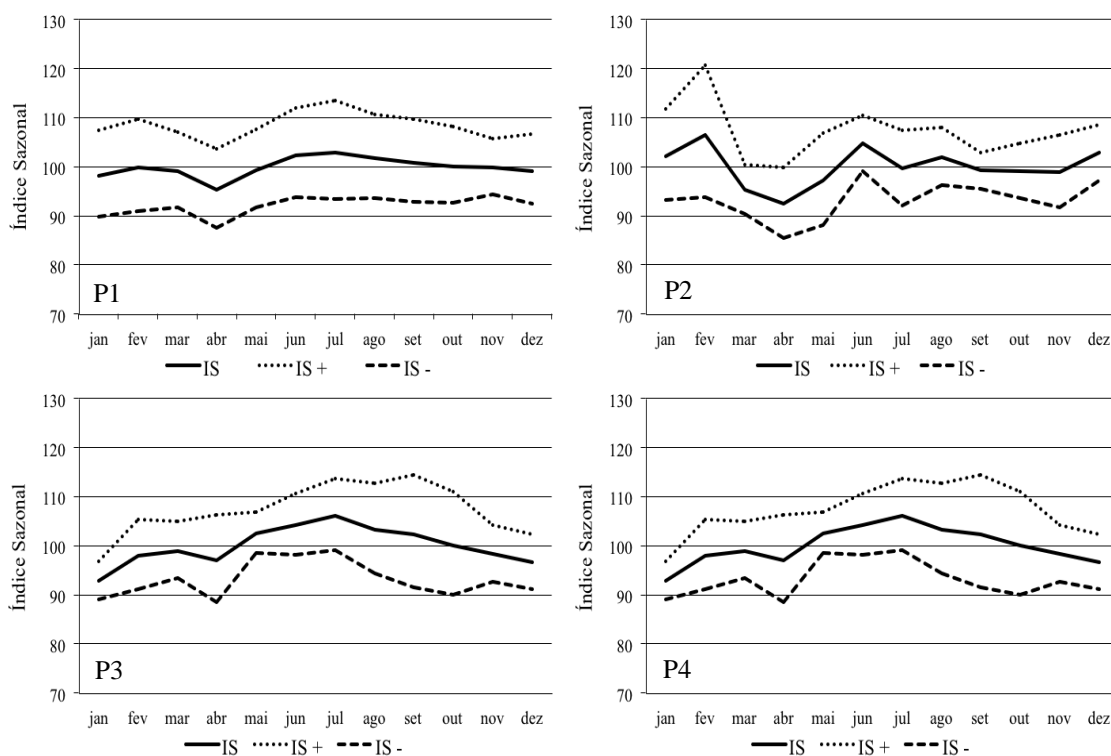 Índice Sazonal
130
120
110
100
90
80
70
P1
jan fev mar abr mai jun jul ago set out nov dez
IS IS + IS -
Índice Sazonal
130
120
110
100
90
80
70
P2
jan fev mar abr mai jun jul ago set out nov dez
IS IS + IS -
Índice Sazonal
130
120
110
100
90
80
70
P3
jan fev mar abr mai jun jul ago set out nov dez
IS IS + IS -
Índice Sazonal
130
120
110
100
90
80
70
P4
jan fev mar abr mai jun jul ago set out nov dez
IS IS + IS -